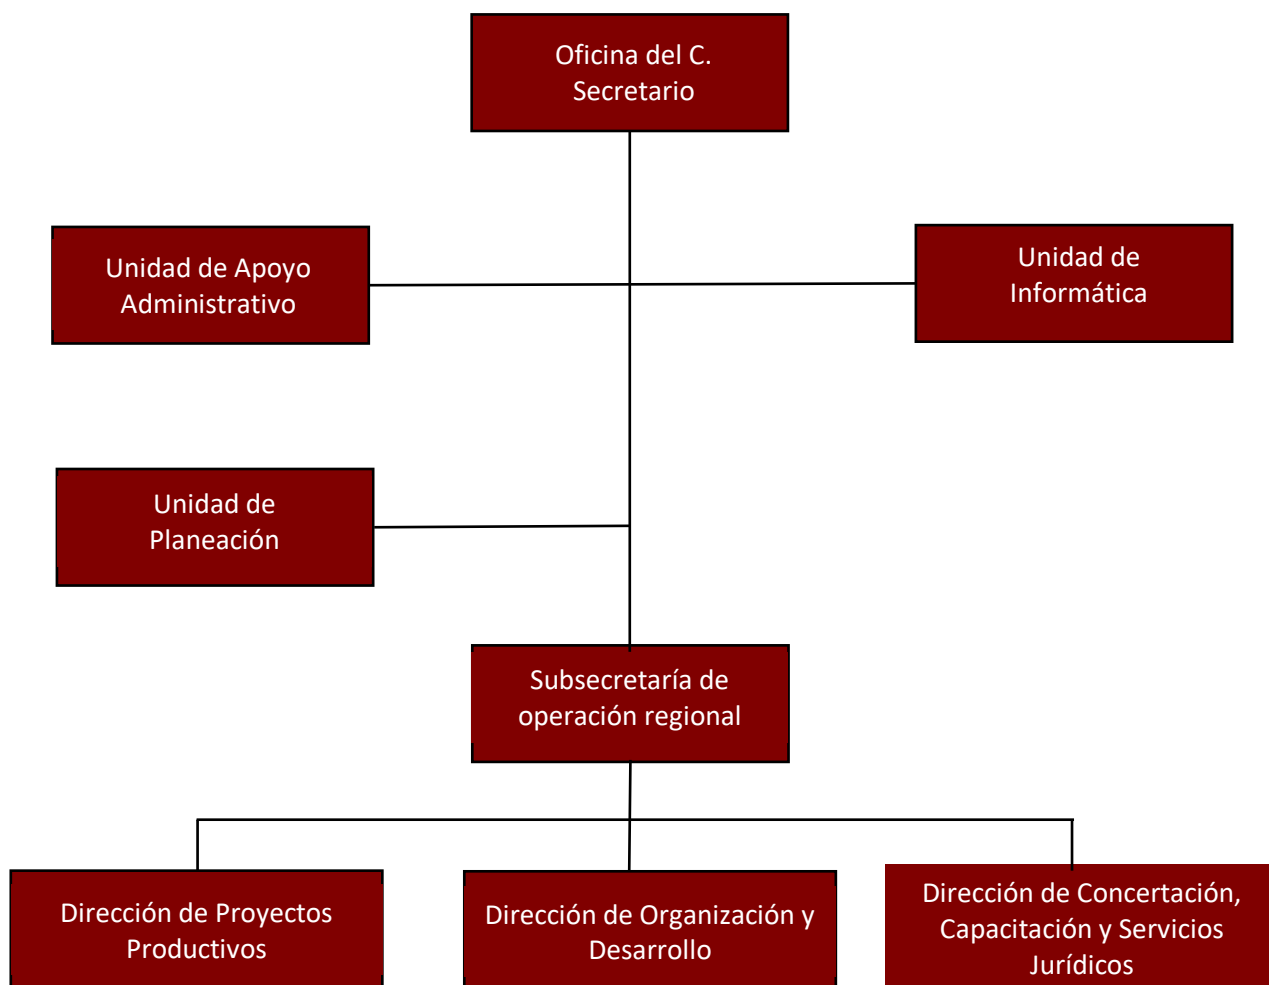 Oficina del C.
Secretario
Unidad de Apoyo
Administrativo
Unidad de
Informática
Unidad de
Planeación
Subsecretaría de
operación regional
Dirección de Proyectos
Productivos
Dirección de Organización y
Desarrollo
Dirección de Concertación,
Capacitación y Servicios
Jurídicos